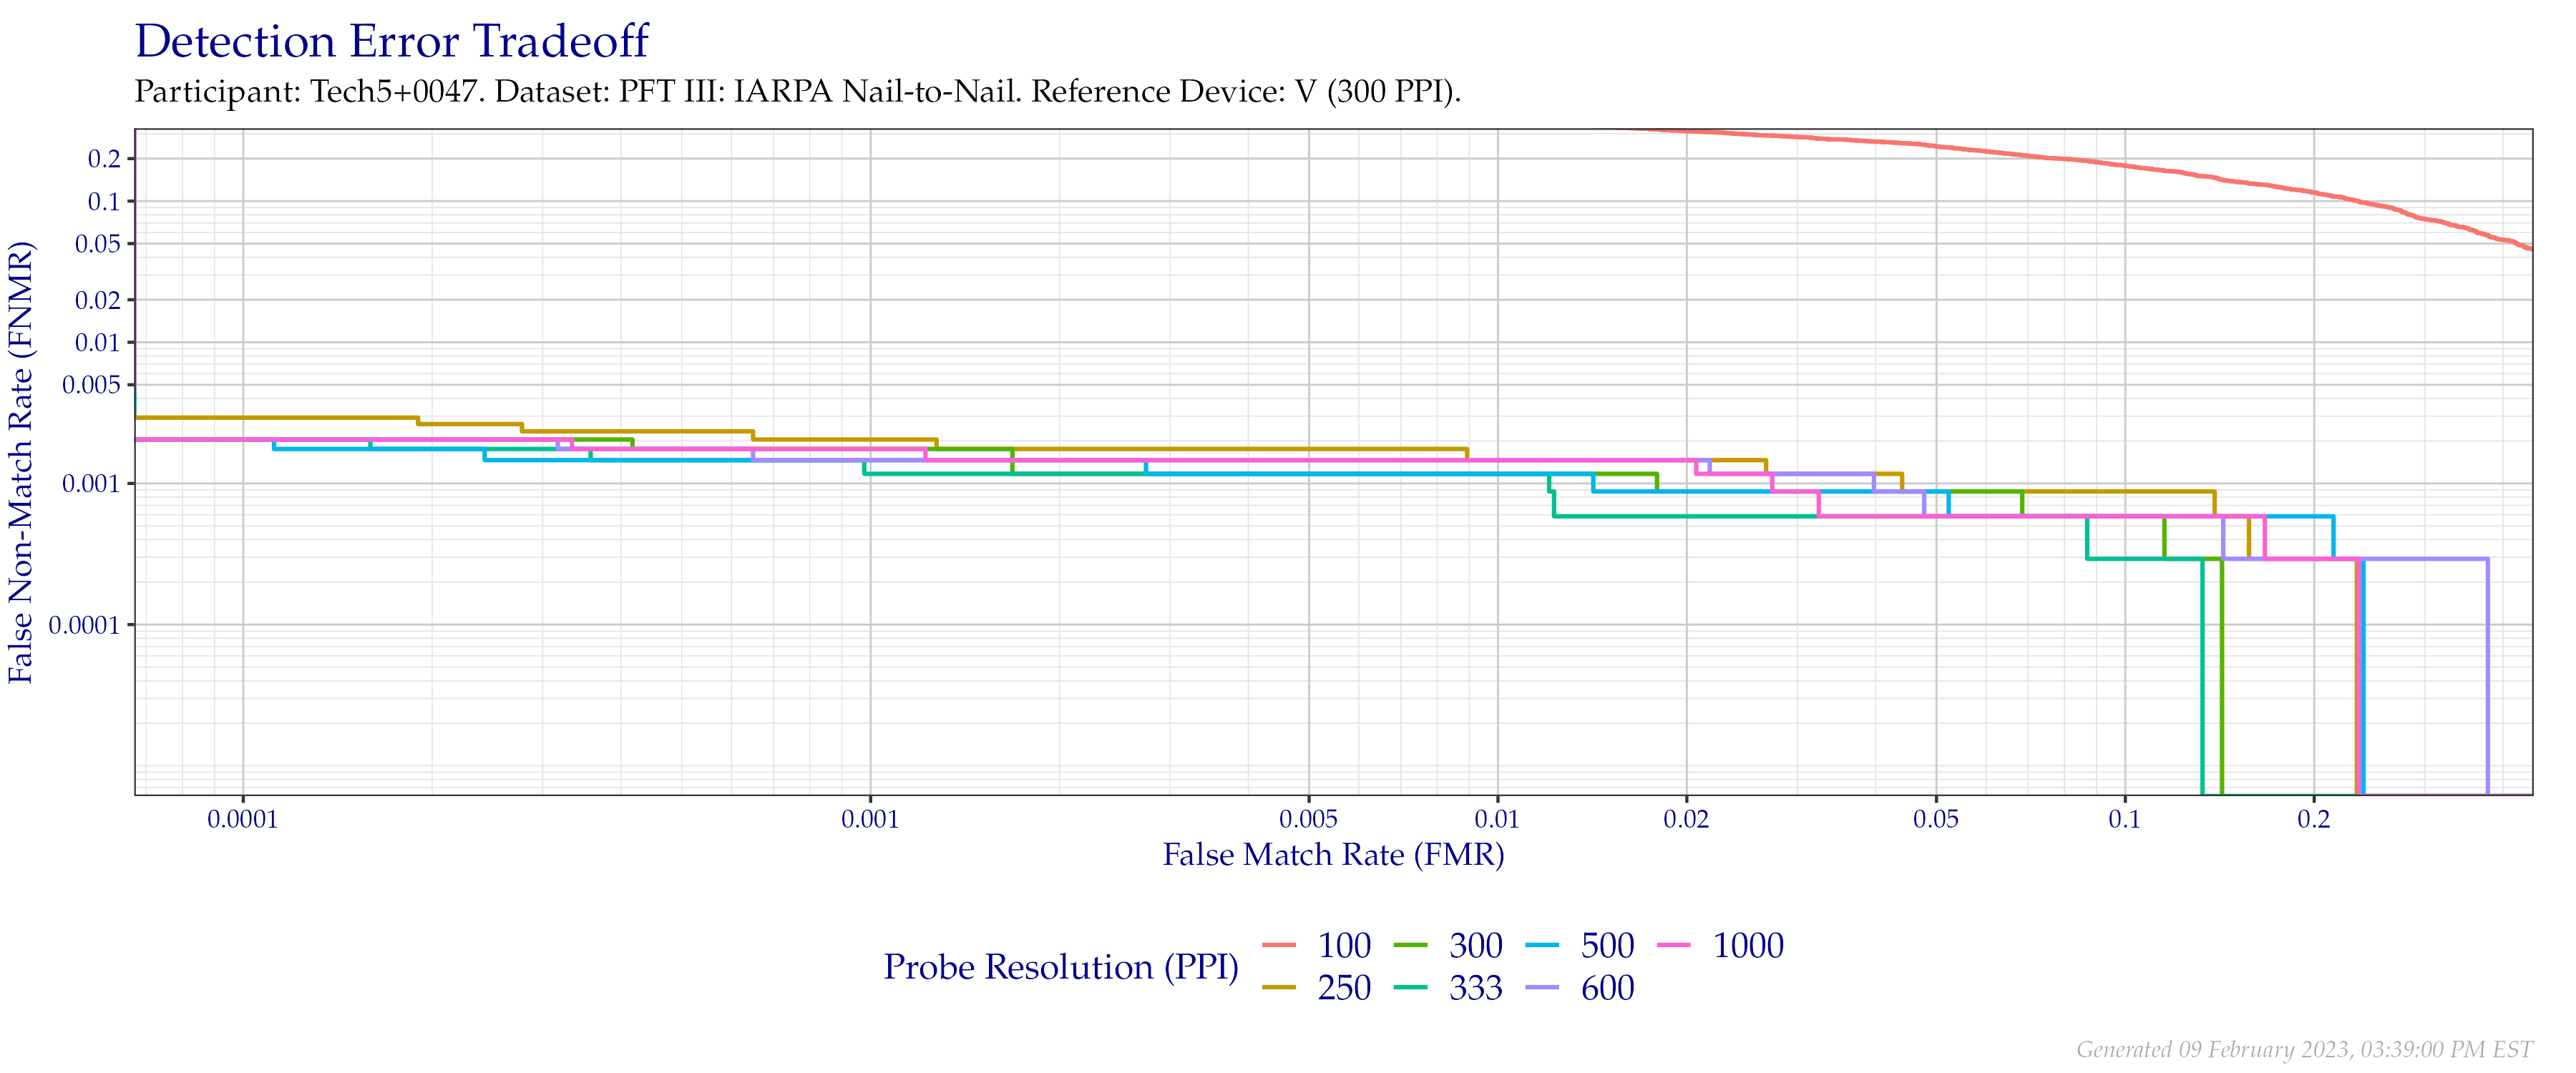 Detection Error Tradeoff
Participant: Tech5+0047. Dataset: PFT III: IARPA Nail-to-Nail. Reference Device: V (300 PPI).
False Non-Match Rate (FNMR)
0.2
0.1
0.05
0.02
0.01
0.005
0.001
0.0001
0.0001 0.001 0.005 0.01 0.02 0.05 0.1 0.2
False Match Rate (FMR)
Probe Resolution (PPI)
100 300 500 1000
250 333 600
Generated 09 February 2023, 03:39:00 PM EST